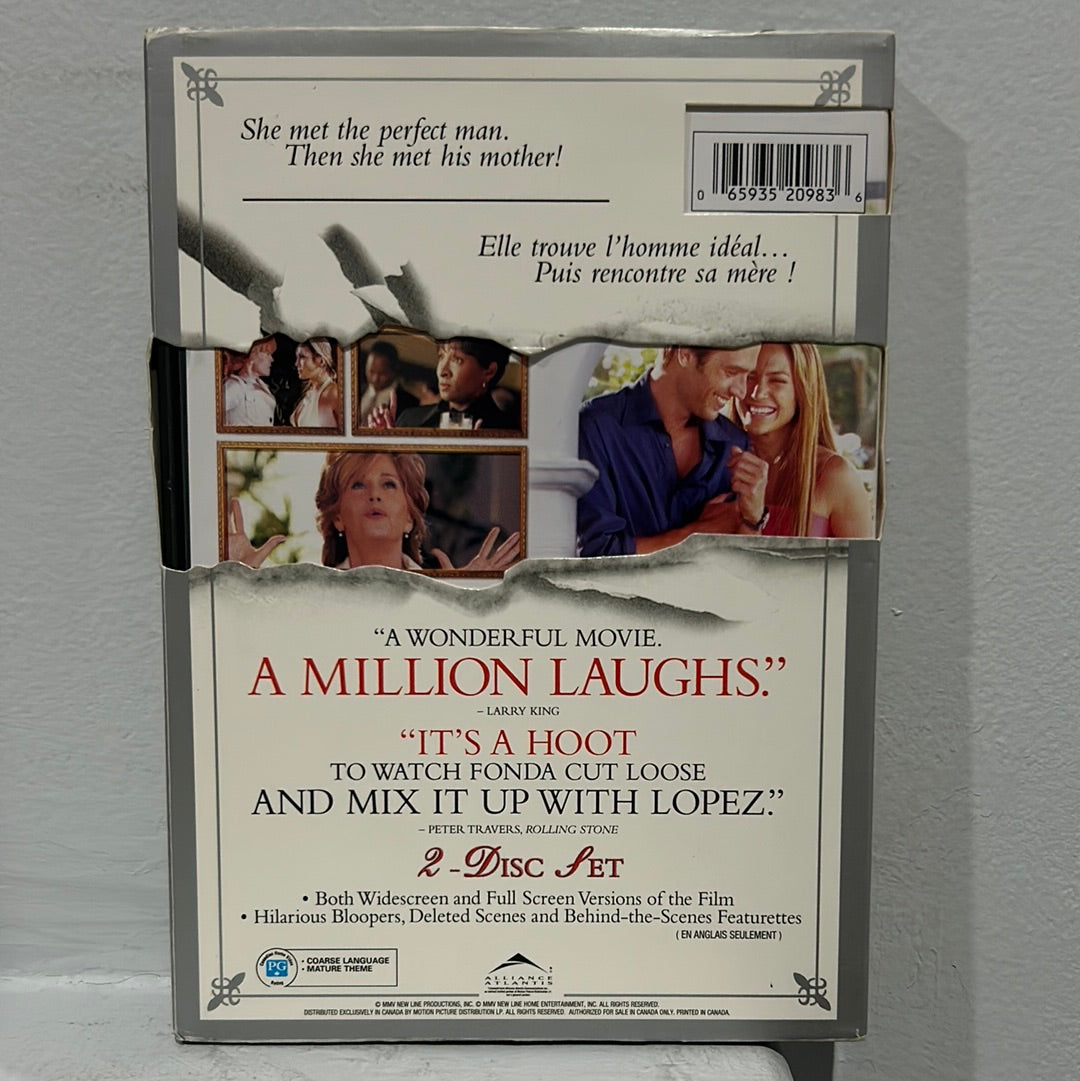 She met the perfect man.
Then she met his mother!
0 65935 20983 6
Elle trouve l'homme idéal...
Puis rencontre sa mère !
“A WONDERFUL MOVIE.
A MILLION LAUGHS.”
– LARRY KING
“IT'S A HOOT
TO WATCH FONDA CUT LOOSE
AND MIX IT UP WITH LOPEZ.”
– PETER TRAVERS, ROLLING STONE
2-DISC SET
• Both Widescreen and Full Screen Versions of the Film
• Hilarious Bloopers, Deleted Scenes and Behind-the-Scenes Featurettes
( EN ANGLAIS SEULEMENT )
PG
• COARSE LANGUAGE
• MATURE THEME
ALLIANCE
ATLANTIS
© MMV NEW LINE PRODUCTIONS, INC. © MMV NEW LINE HOME ENTERTAINMENT, INC. ALL RIGHTS RESERVED.
DISTRIBUTED EXCLUSIVELY IN CANADA BY MOTION PICTURE DISTRIBUTION LP. ALL RIGHTS RESERVED. AUTHORIZED FOR SALE IN CANADA ONLY. PRINTED IN CANADA.